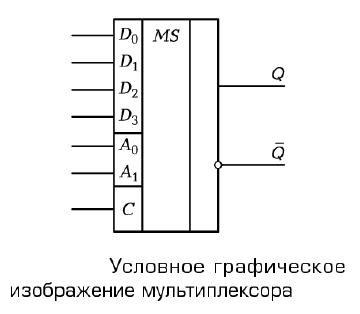 D₀ MS
D₁
Q
D₂
D₃
A₀
Q̄
A₁
C
Условное графическое
изображение мультиплексора